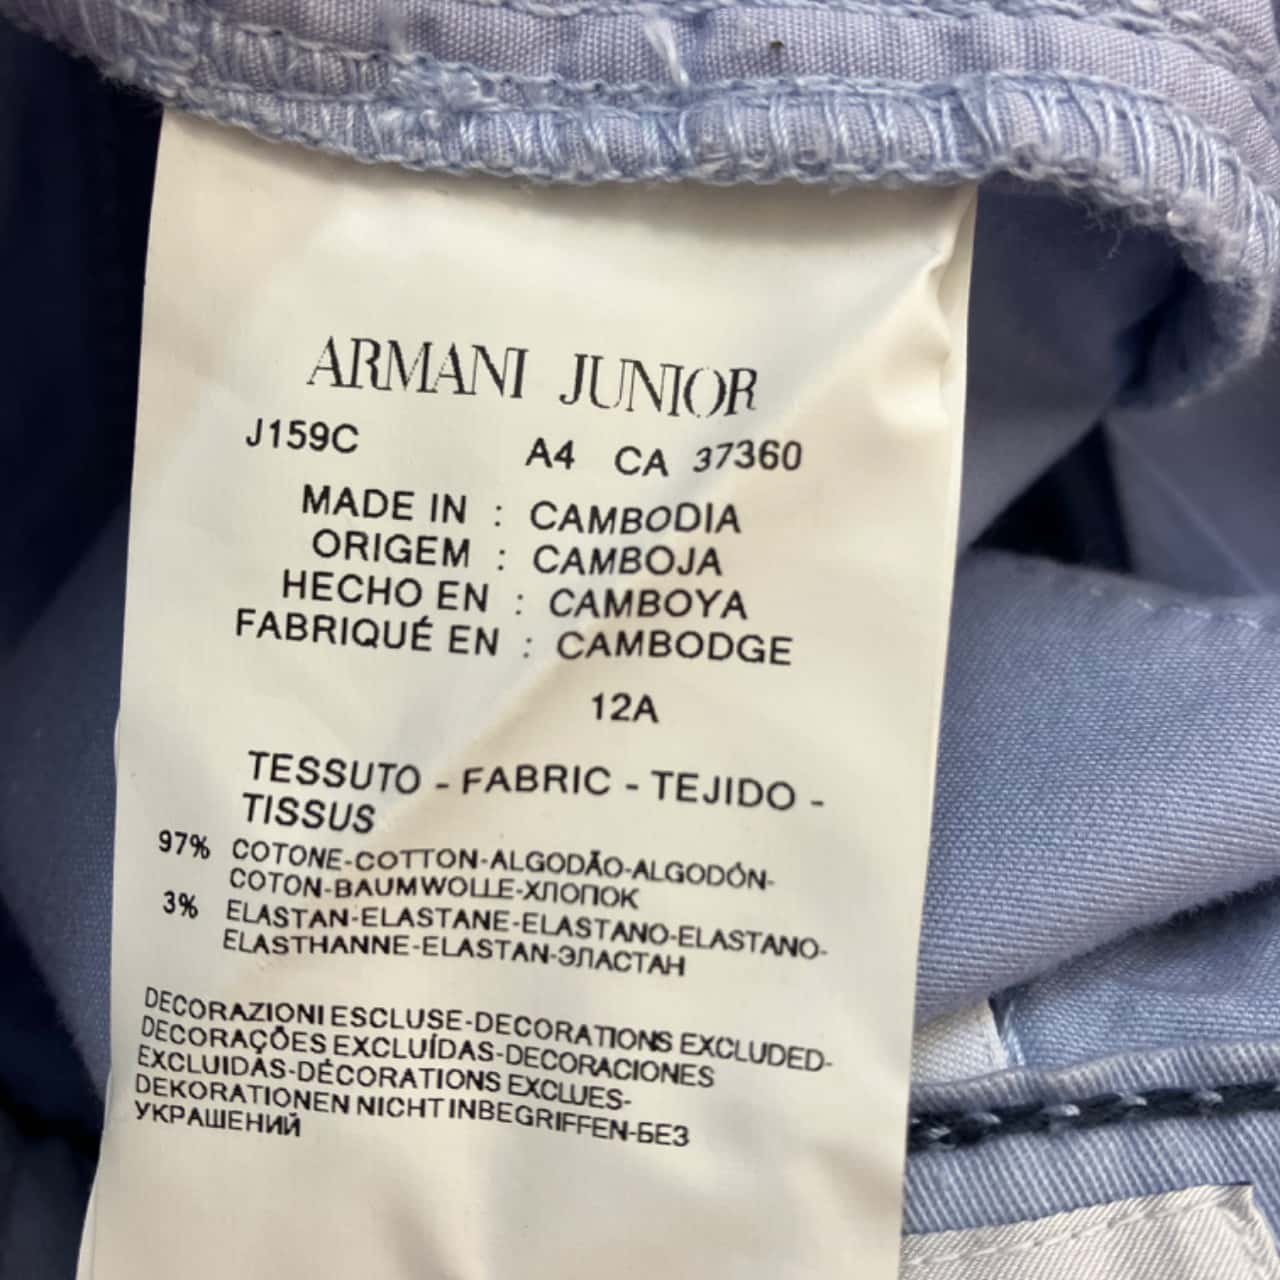 ARMANI JUNIOR
J159C A4 CA 37360
MADE IN : CAMBODIA
ORIGEM : CAMBOJA
HECHO EN : CAMBOYA
FABRIQUÉ EN : CAMBODGE
12A
TESSUTO - FABRIC - TEJIDO -
TISSUS
97% COTONE-COTTON-ALGODÃO-ALGODÓN-
COTON-BAUMWOLLE-ХЛОПОК
3% ELASTAN-ELASTANE-ELASTANO-ELASTANO-
ELASTHANNE-ELASTAN-ЭЛАСТАН
DECORAZIONI ESCLUSE-DECORATIONS EXCLUDED-
DECORAÇÕES EXCLUÍDAS-DECORACIONES
EXCLUIDAS-DÉCORATIONS EXCLUES-
DEKORATIONEN NICHT INBEGRIFFEN-БЕЗ
УКРАШЕНИЙ